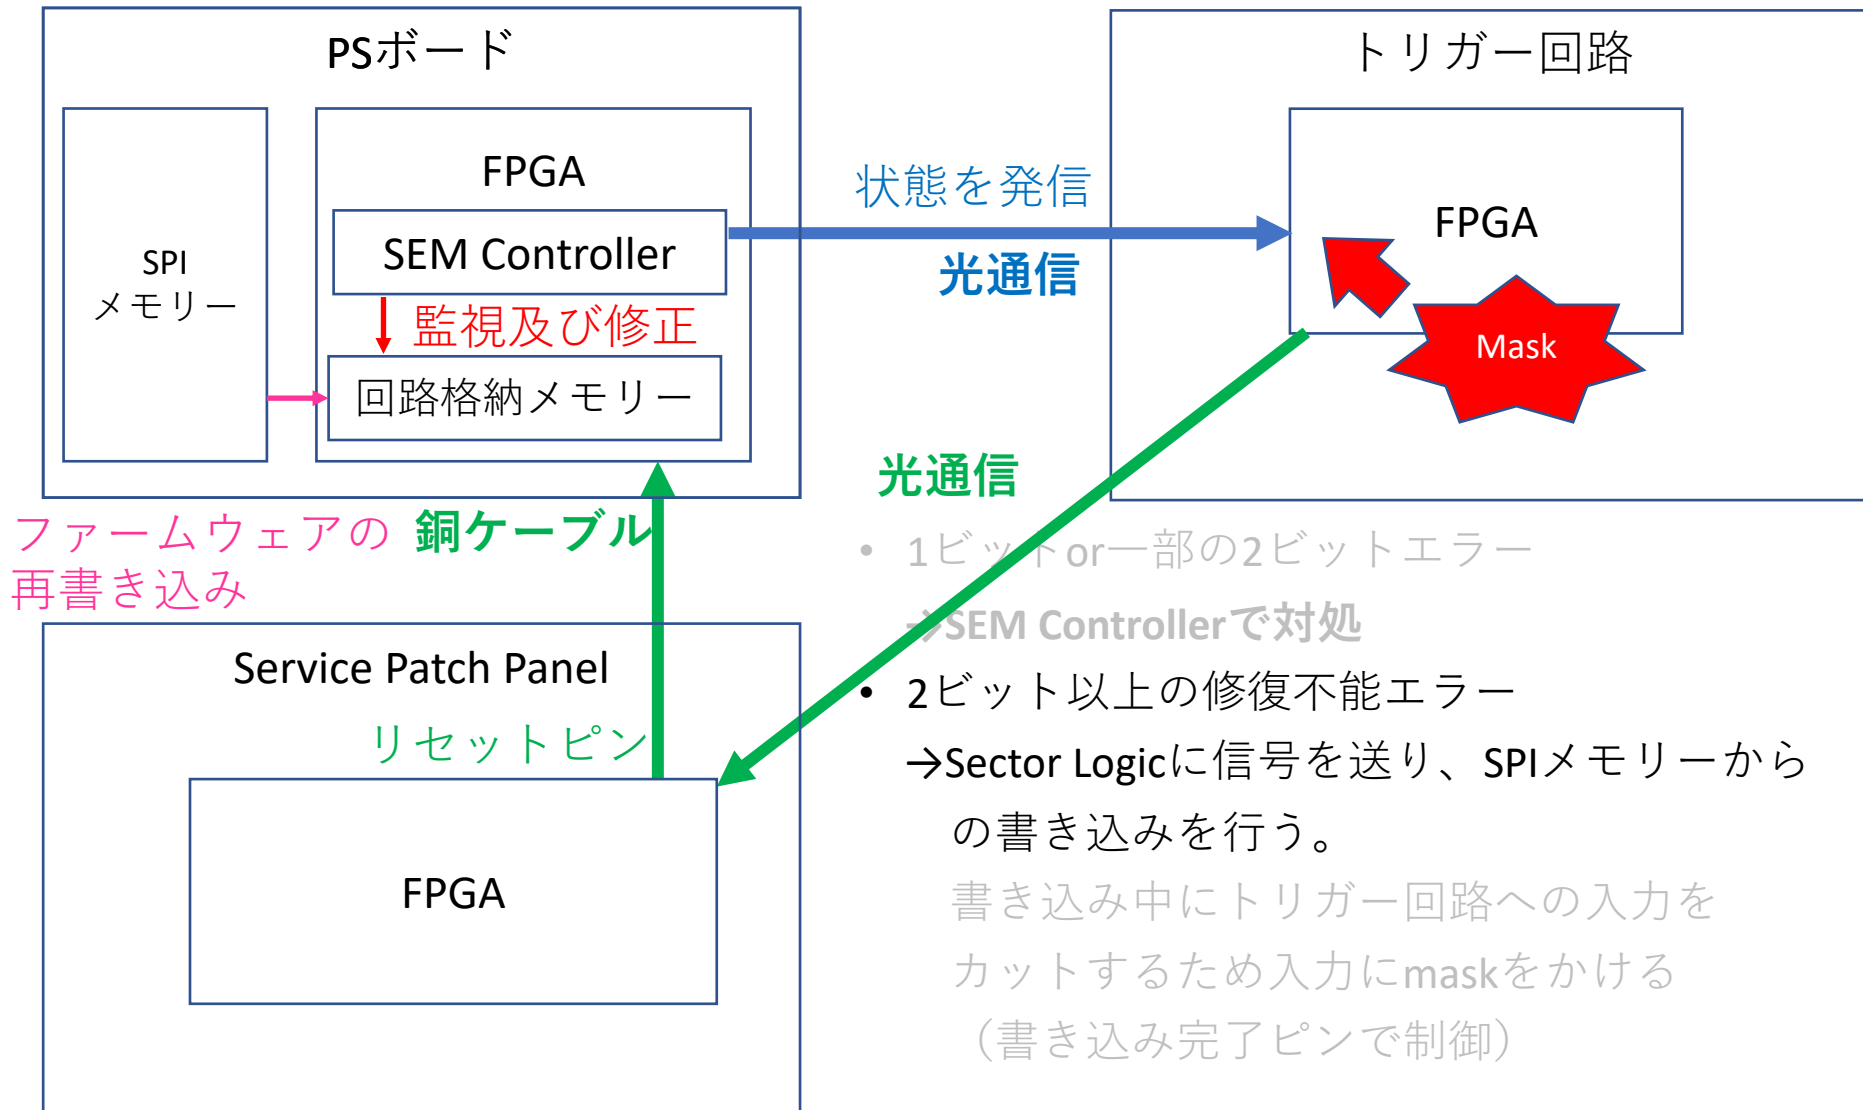 PSボード
トリガー回路
SPI
メモリー
FPGA
SEM Controller
監視及び修正
回路格納メモリー
状態を発信
光通信
FPGA
Mask
光通信
ファームウェアの
再書き込み
銅ケーブル
Service Patch Panel
リセットピン
FPGA
• 1ビットor一部の2ビットエラー
→SEM Controllerで対処
• 2ビット以上の修復不能エラー
→Sector Logicに信号を送り、SPIメモリーから
の書き込みを行う。
書き込み中にトリガー回路への入力を
カットするため入力にmaskをかける
（書き込み完了ピンで制御）